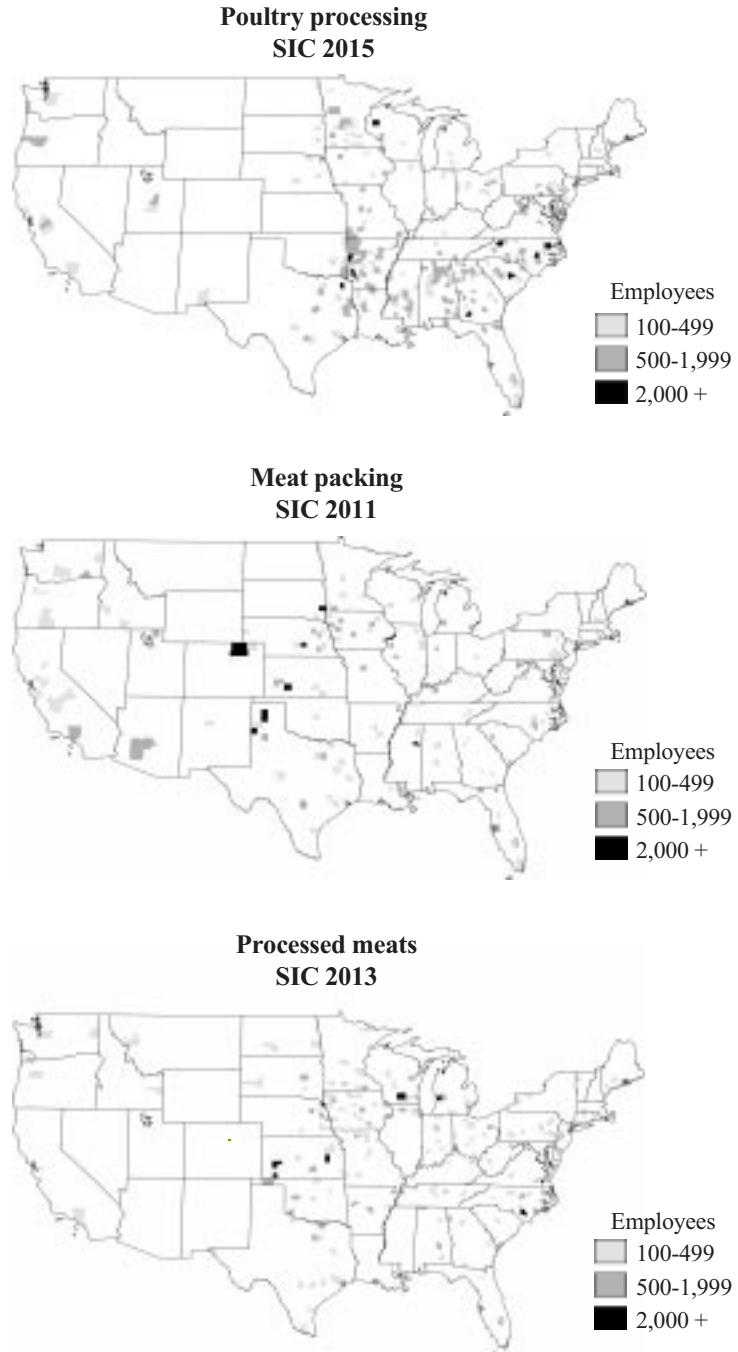 Poultry processing
SIC 2015
Employees
100-499
500-1,999
2,000 +
Meat packing
SIC 2011
Employees
100-499
500-1,999
2,000 +
Processed meats
SIC 2013
Employees
100-499
500-1,999
2,000 +